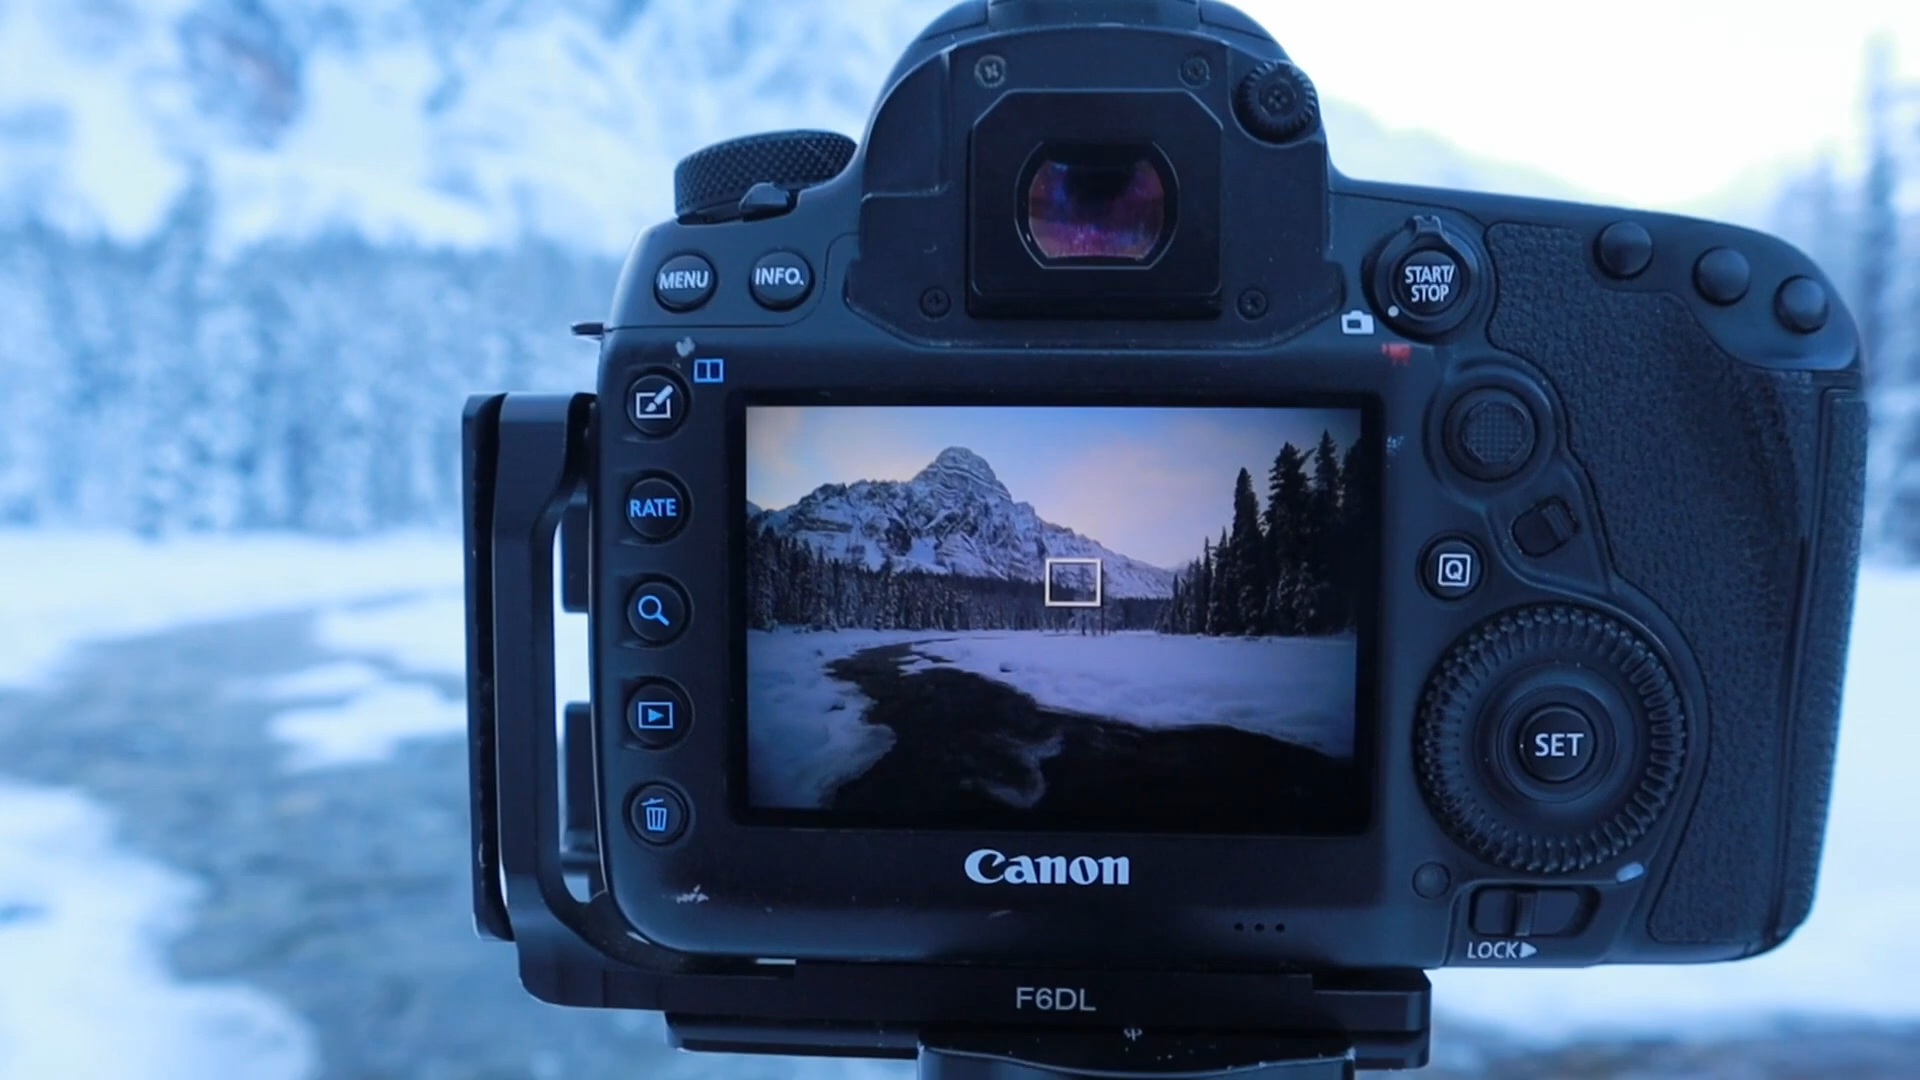 MENU
INFO.
START/
STOP
RATE
Q
SET
Canon
LOCK
F6DL